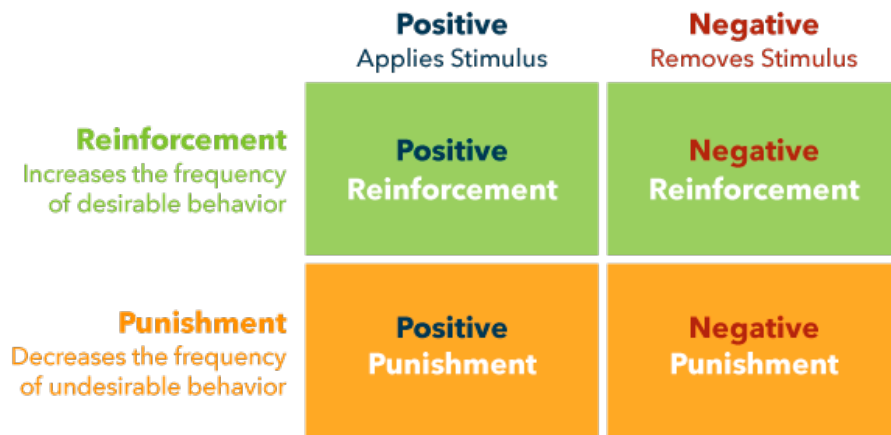 Positive
Applies Stimulus
Negative
Removes Stimulus
Reinforcement
Increases the frequency
of desirable behavior
Positive
Reinforcement
Negative
Reinforcement
Punishment
Decreases the frequency
of undesirable behavior
Positive
Punishment
Negative
Punishment